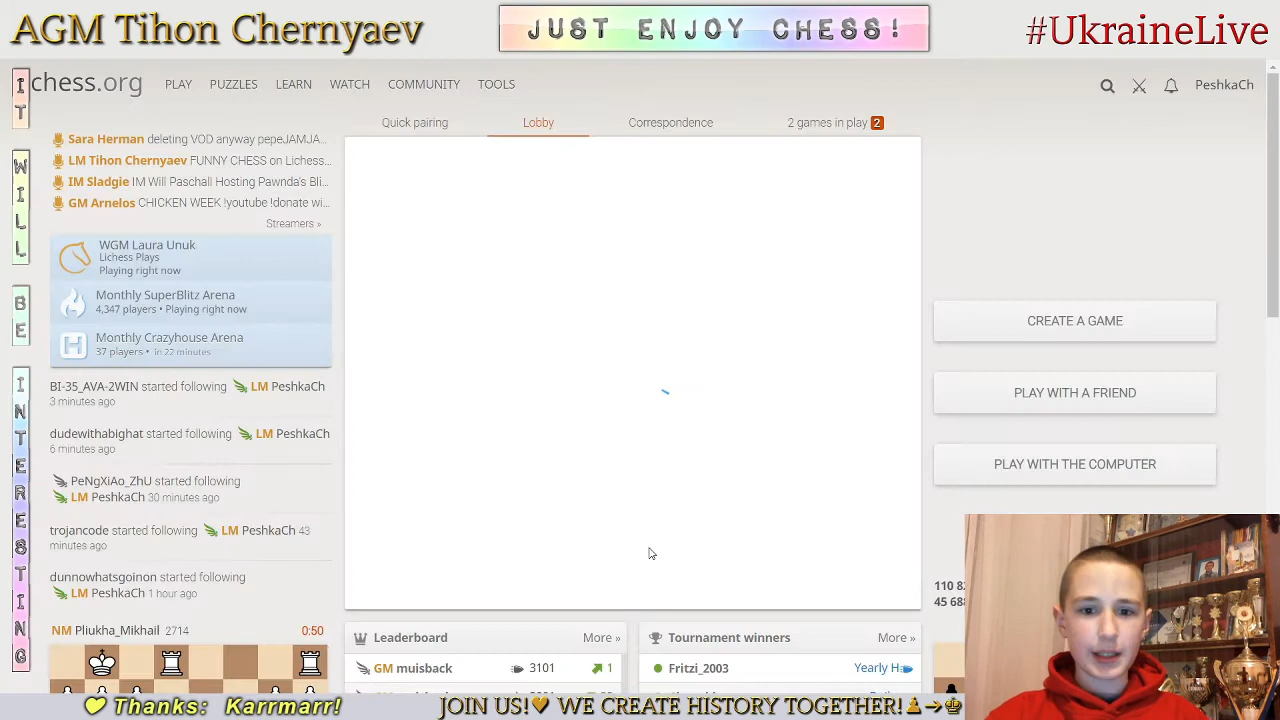 AGM Tihon Chernyaev
JUST ENJOY CHESS!
#UkraineLive
IT WILL BE INTERESTING
chess.org
PLAY
PUZZLES
LEARN
WATCH
COMMUNITY
TOOLS
PeshkaCh
Quick pairing
Lobby
Correspondence
2 games in play 2
Sara Herman deleting VOD anyway pepeJAMJA...
LM Tihon Chernyaev FUNNY CHESS on Lichess...
IM Sladgie IM Will Paschall Hosting Pawnda's Bli...
GM Arnelos CHICKEN WEEK !youtube !donate wi...
Streamers »
WGM Laura Unuk
Lichess Plays
Playing right now
Monthly SuperBlitz Arena
4,347 players • Playing right now
Monthly Crazyhouse Arena
37 players • in 22 minutes
BI-35_AVA-2WIN started following LM PeshkaCh
3 minutes ago
dudewithabighat started following LM PeshkaCh
6 minutes ago
PeNgXiAo_ZhU started following
LM PeshkaCh 30 minutes ago
trojancode started following LM PeshkaCh 43
minutes ago
dunnowhatsgoinon started following
LM PeshkaCh 1 hour ago
NM Pliukha_Mikhail 2714 0:50
CREATE A GAME
PLAY WITH A FRIEND
PLAY WITH THE COMPUTER
110 82
45 688
Leaderboard
More »
GM muisback 3101 1
Tournament winners
More »
Fritzi_2003 Yearly H
Thanks: Karrmarr!
JOIN US! WE CREATE HISTORY TOGETHER!